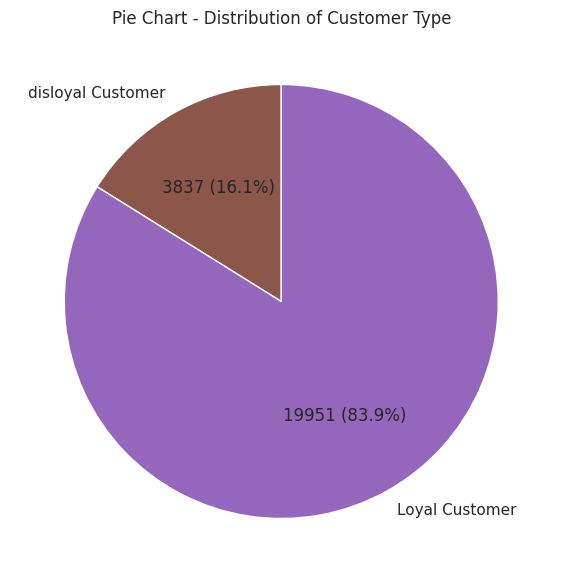 Pie Chart - Distribution of Customer Type
disloyal Customer
3837 (16.1%)
19951 (83.9%)
Loyal Customer